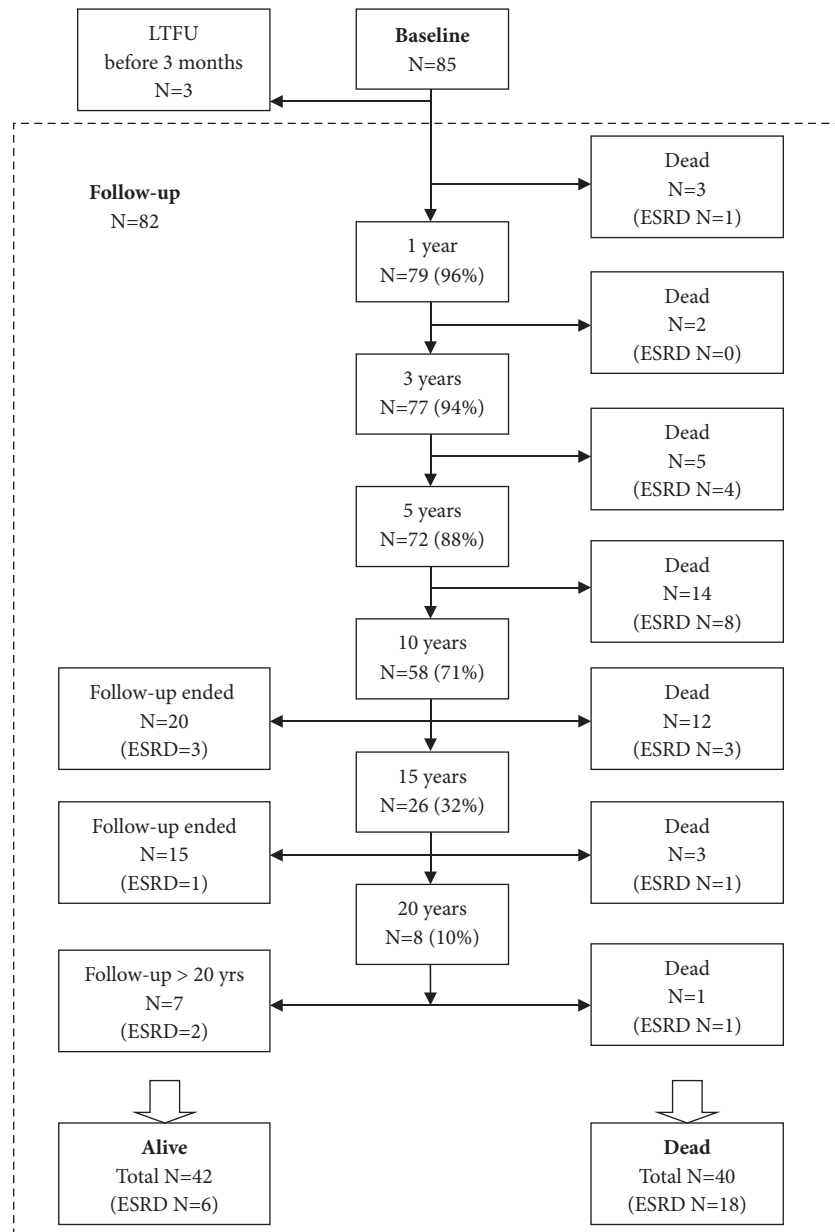 LTFU
before 3 months
N=3
Baseline
N=85
Follow-up
N=82
Dead
N=3
(ESRD N=1)
1 year
N=79 (96%)
Dead
N=2
(ESRD N=0)
3 years
N=77 (94%)
Dead
N=5
(ESRD N=4)
5 years
N=72 (88%)
Dead
N=14
(ESRD N=8)
10 years
N=58 (71%)
Follow-up ended
N=20
(ESRD=3)
Dead
N=12
(ESRD N=3)
15 years
N=26 (32%)
Follow-up ended
N=15
(ESRD=1)
Dead
N=3
(ESRD N=1)
20 years
N=8 (10%)
Follow-up > 20 yrs
N=7
(ESRD=2)
Dead
N=1
(ESRD N=1)
Alive
Total N=42
(ESRD N=6)
Dead
Total N=40
(ESRD N=18)